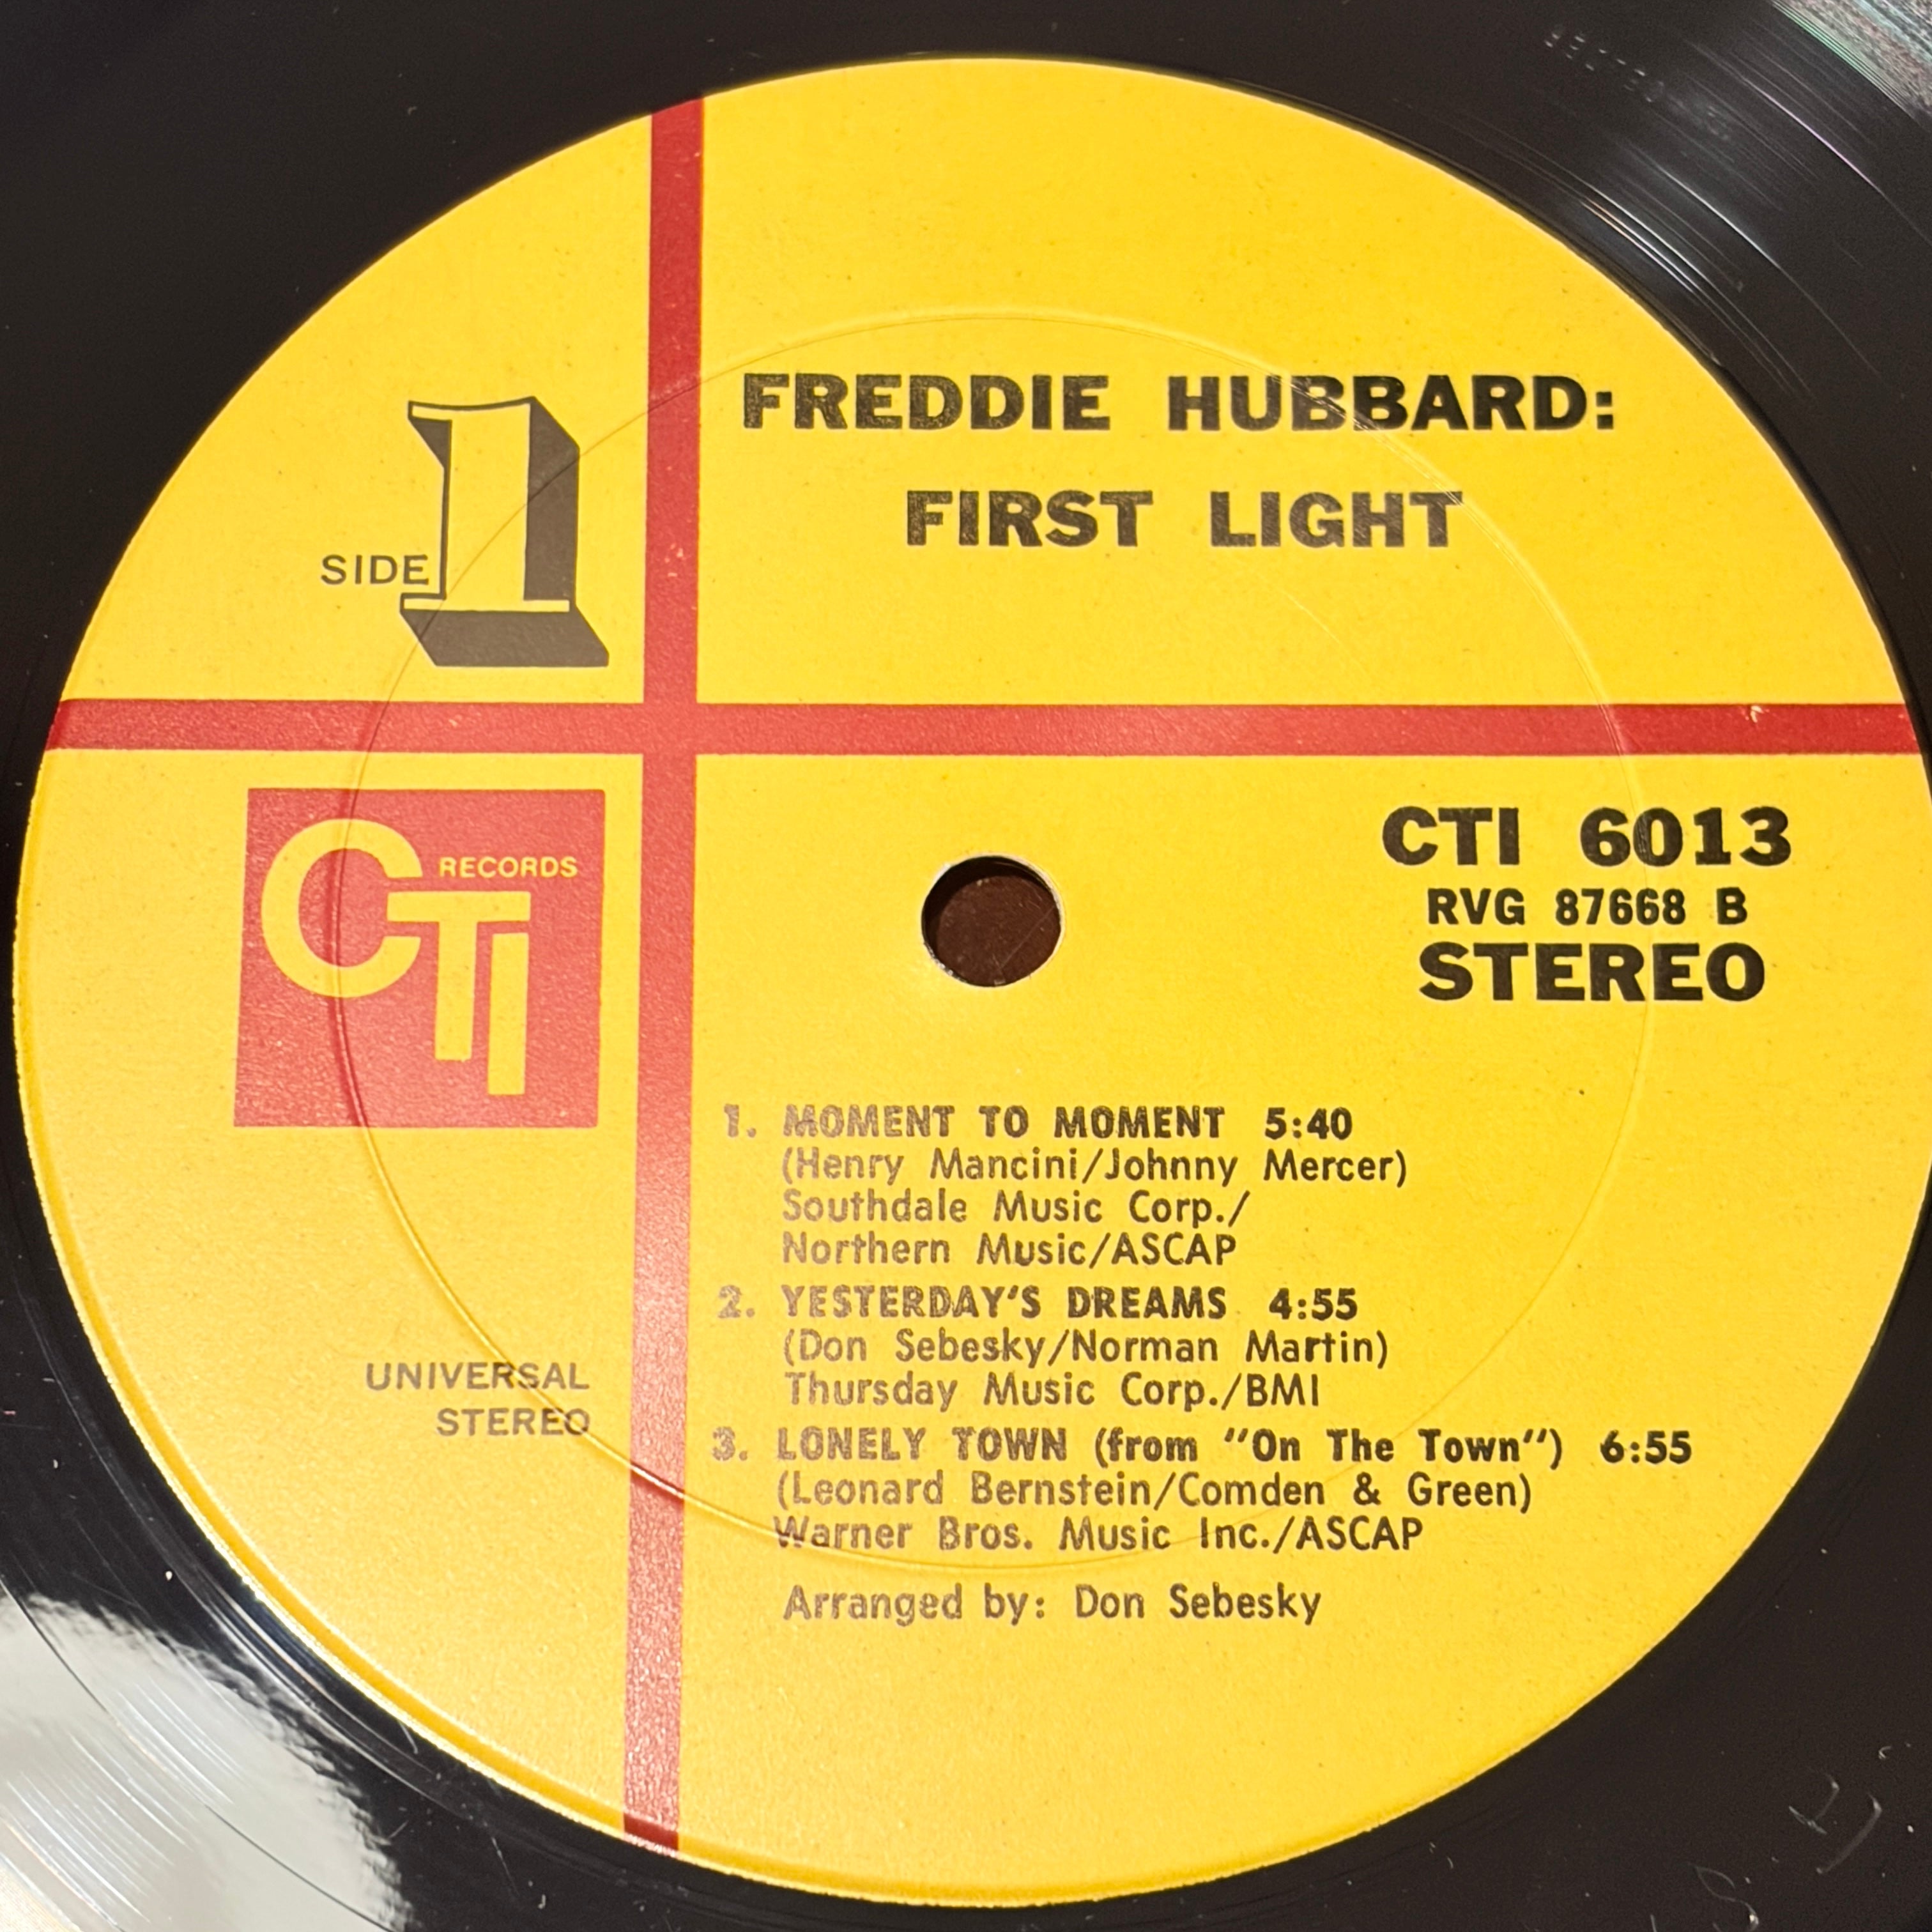 FREDDIE HUBBARD:
FIRST LIGHT
SIDE 1
CTI RECORDS
CTI 6013
RVG 87668 B
STEREO
1. MOMENT TO MOMENT 5:40
(Henry Mancini/Johnny Mercer)
Southdale Music Corp./
Northern Music/ASCAP
2. YESTERDAY'S DREAMS 4:55
(Don Sebesky/Norman Martin)
Thursday Music Corp./BMI
3. LONELY TOWN (from "On The Town") 6:55
(Leonard Bernstein/Comden & Green)
Warner Bros. Music Inc./ASCAP
Arranged by: Don Sebesky
UNIVERSAL
STEREO